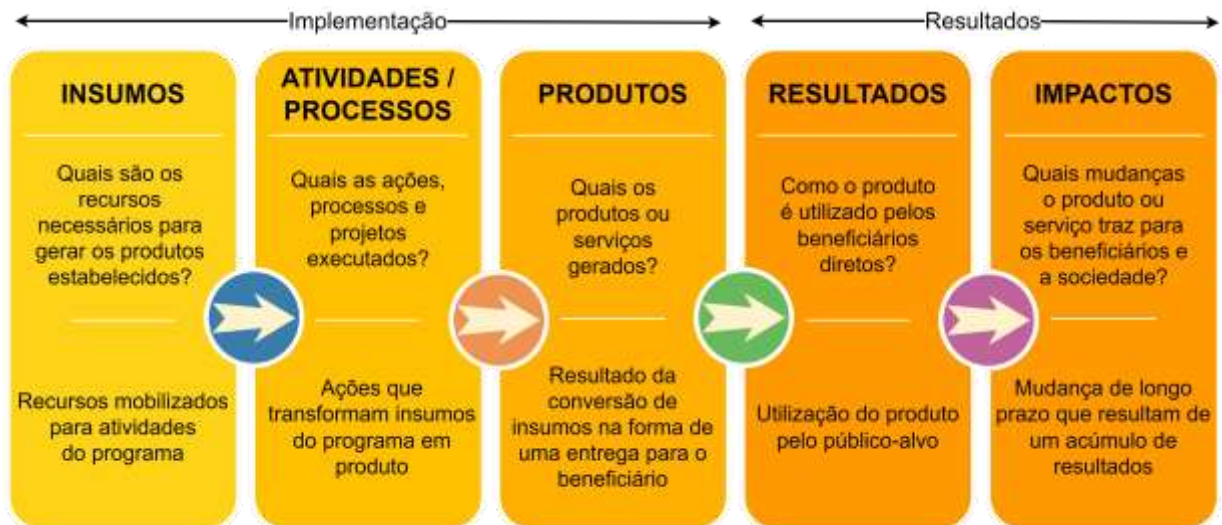 Implementação
Resultados
INSUMOS
Quais são os
recursos
necessários para
gerar os produtos
estabelecidos?
Recursos mobilizados
para atividades
do programa
ATIVIDADES /
PROCESSOS
Quais as ações,
processos e
projetos
executados?
Ações que
transformam insumos
do programa em
produto
PRODUTOS
Quais os
produtos ou
serviços
gerados?
Resultado da
conversão de
insumos na forma de
uma entrega para o
beneficiário
RESULTADOS
Como o produto
é utilizado pelos
beneficiários
diretos?
Utilização do produto
pelo público-alvo
IMPACTOS
Quais mudanças
o produto ou
serviço traz para
os beneficiários e
a sociedade?
Mudança de longo
prazo que resultam de
um acúmulo de
resultados